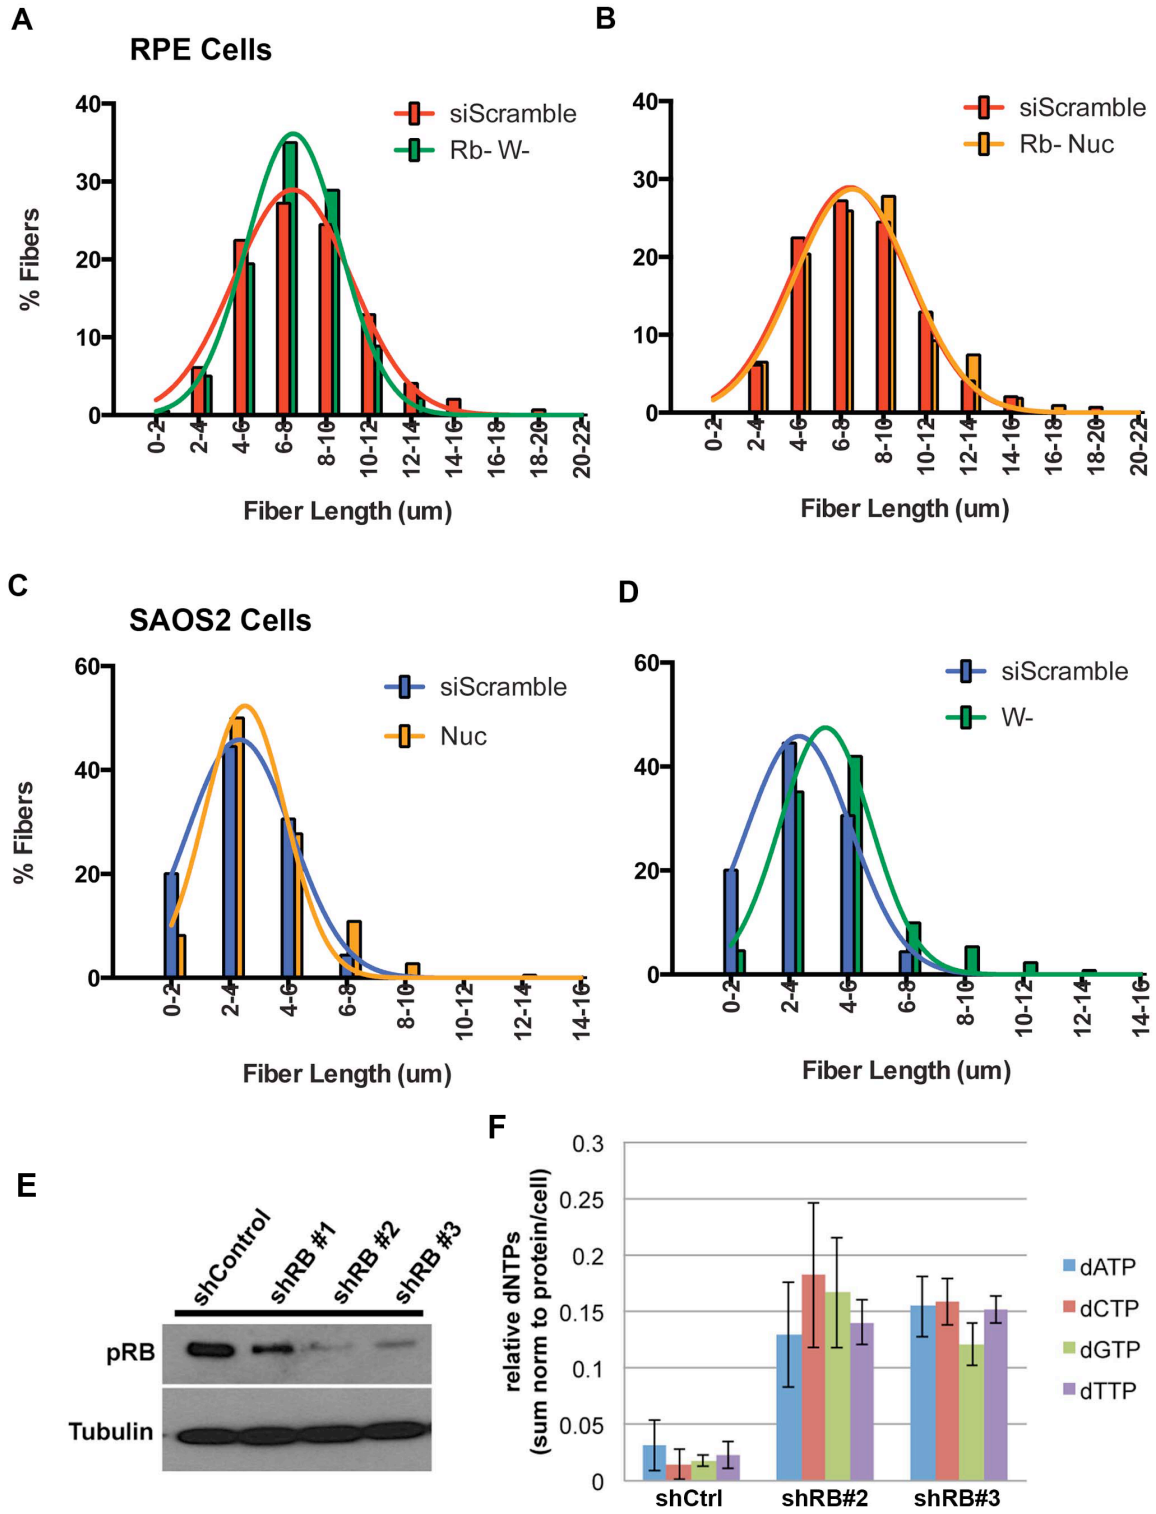 A
RPE Cells
40
30
20
10
0
% Fibers
siScramble
Rb- W-
0-2
2-4
4-6
6-8
8-10
10-12
12-14
14-16
16-18
18-20
20-22
Fiber Length (um)
B
40
30
20
10
0
siScramble
Rb- Nuc
0-2
2-4
4-6
6-8
8-10
10-12
12-14
14-16
16-18
18-20
20-22
Fiber Length (um)
C
SAOS2 Cells
60
40
20
0
% Fibers
siScramble
Nuc
0-2
2-4
4-6
6-8
8-10
10-12
12-14
14-16
Fiber Length (um)
D
60
40
20
0
siScramble
W-
0-2
2-4
4-6
6-8
8-10
10-12
12-14
14-16
Fiber Length (um)
E
shControl
shRB #1
shRB #2
shRB #3
pRB
Tubulin
F
relative dNTPs
(sum norm to protein/cell)
0.3
0.25
0.2
0.15
0.1
0.05
0
shCtrl
shRB#2
shRB#3
dATP
dCTP
dGTP
dTTP